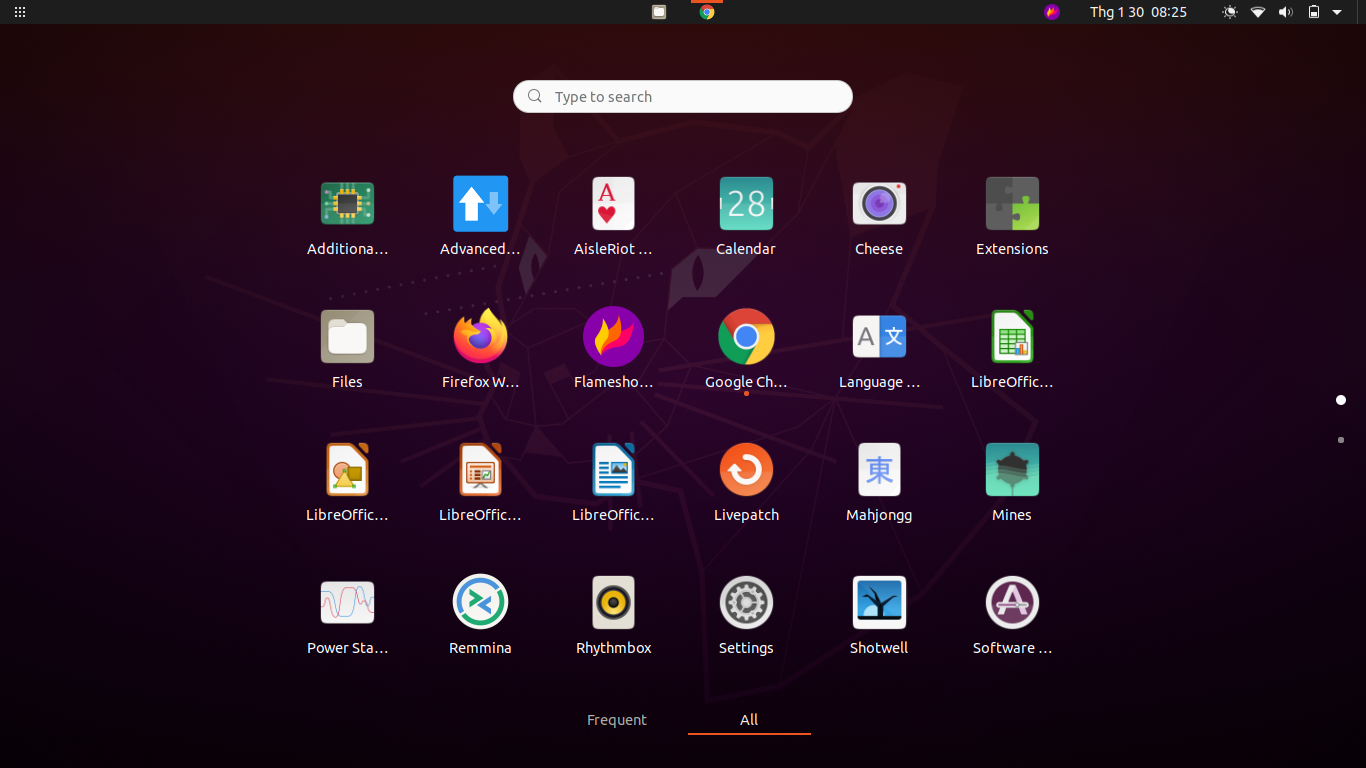 Thg 1 30 08:25
Type to search
A
28
A 文
Additiona…
Advanced…
AisleRiot …
Calendar
Cheese
Extensions
Files
Firefox W…
Flamesho…
Google Ch…
Language …
LibreOffic…
東
LibreOffic…
LibreOffic…
LibreOffic…
Livepatch
Mahjongg
Mines
Power Sta…
Remmina
Rhythmbox
Settings
Shotwell
Software …
Frequent
All